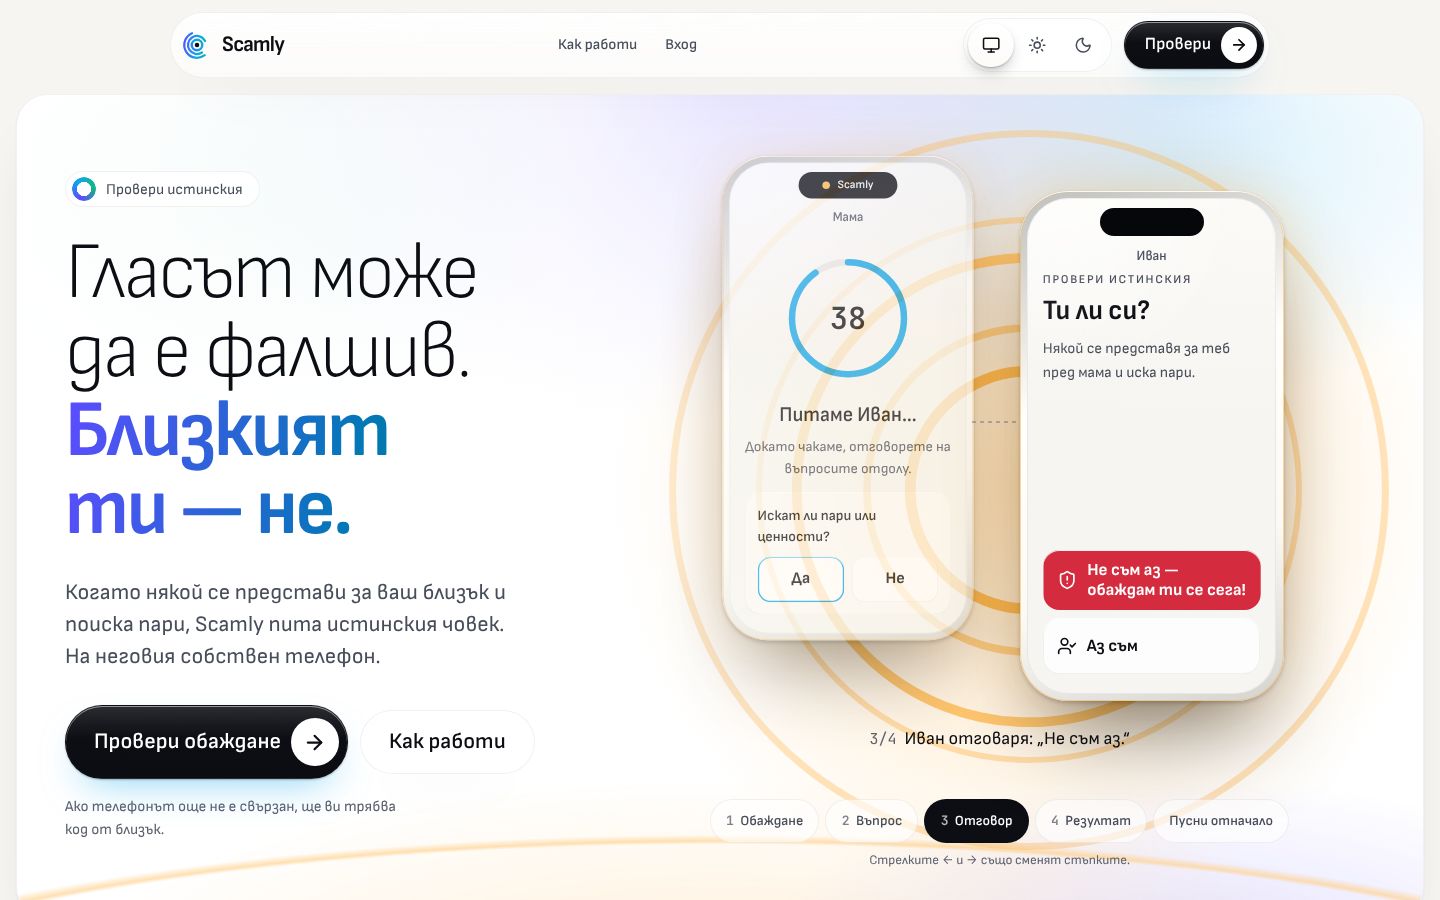 Scamly
Как работи
Вход
Провери
Провери истинския
Гласът може
да е фалшив.
Близкият
ти — не.
Когато някой се представи за ваш близък и
поиска пари, Scamly пита истинския човек.
На неговия собствен телефон.
Провери обаждане
Как работи
Ако телефонът още не е свързан, ще ви трябва
код от близък.
Scamly
Мама
38
Питаме Иван...
Докато чакаме, отговорете на
въпросите отдолу.
Искат ли пари или
ценности?
Да
Не
Иван
ПРОВЕРИ ИСТИНСКИЯ
Ти ли си?
Някой се представя за теб
пред мама и иска пари.
Не съм аз —
обаждам ти се сега!
Аз съм
3/4 Иван отговаря: „Не съм аз.“
1 Обаждане
2 Въпрос
3 Отговор
4 Резултат
Пусни отначало
Стрелките ← и → също сменят стъпките.